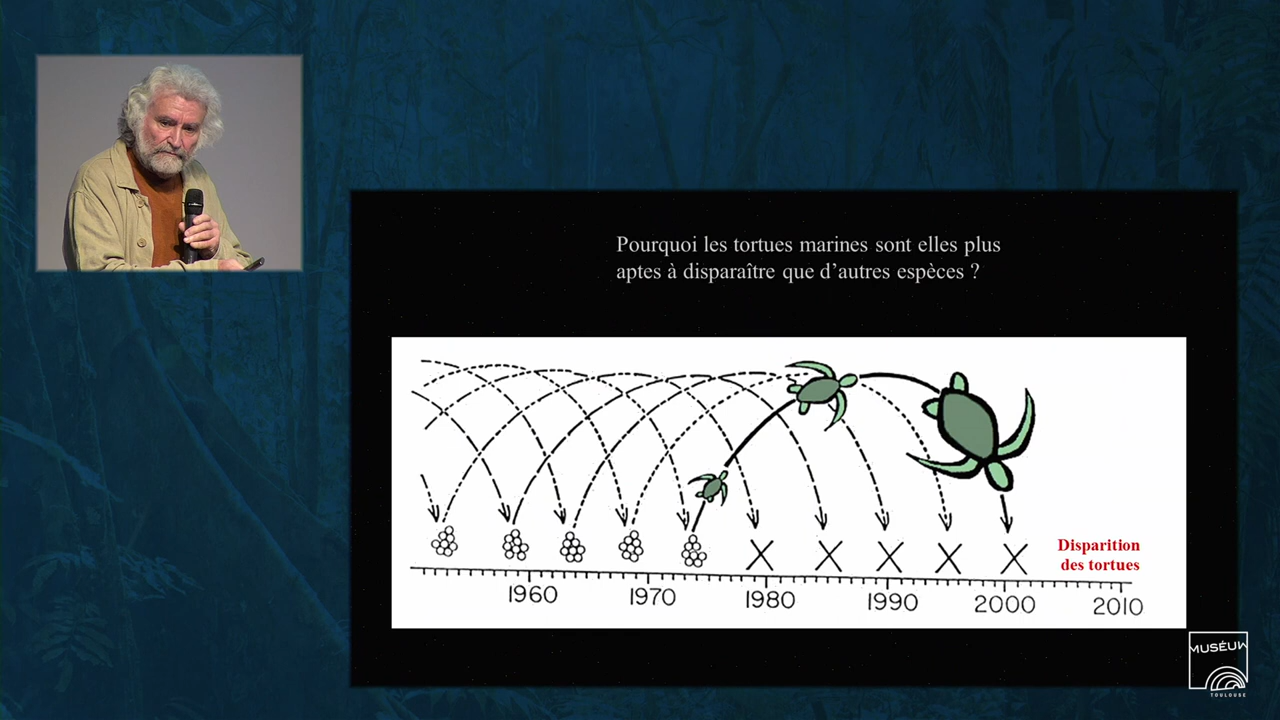 Pourquoi les tortues marines sont elles plus
aptes à disparaître que d'autres espèces ?
Disparition
des tortues
1960 1970 1980 1990 2000 2010
MUSÉUM
TOULOUSE